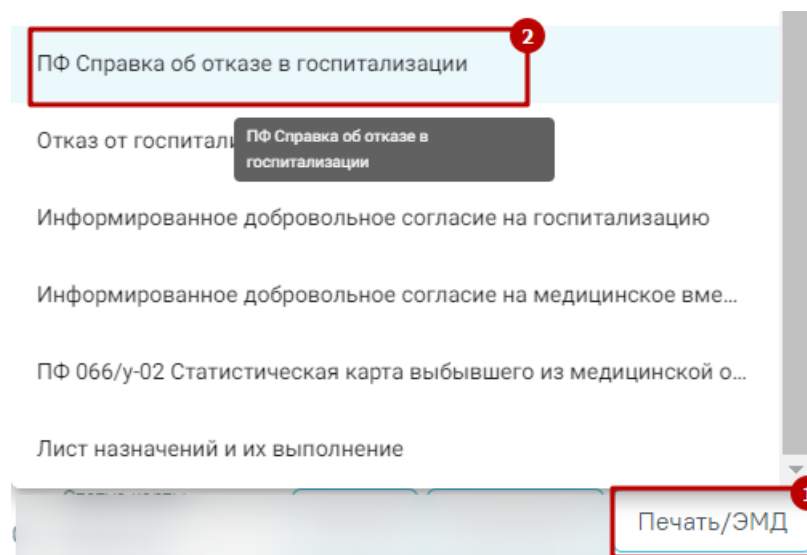 2
ПФ Справка об отказе в госпитализации
Отказ от госпитали
ПФ Справка об отказе в
госпитализации
Информированное добровольное согласие на госпитализацию
Информированное добровольное согласие на медицинское вме...
ПФ 066/у-02 Статистическая карта выбывшего из медицинской о...
Лист назначений и их выполнение
1
Печать/ЭМД